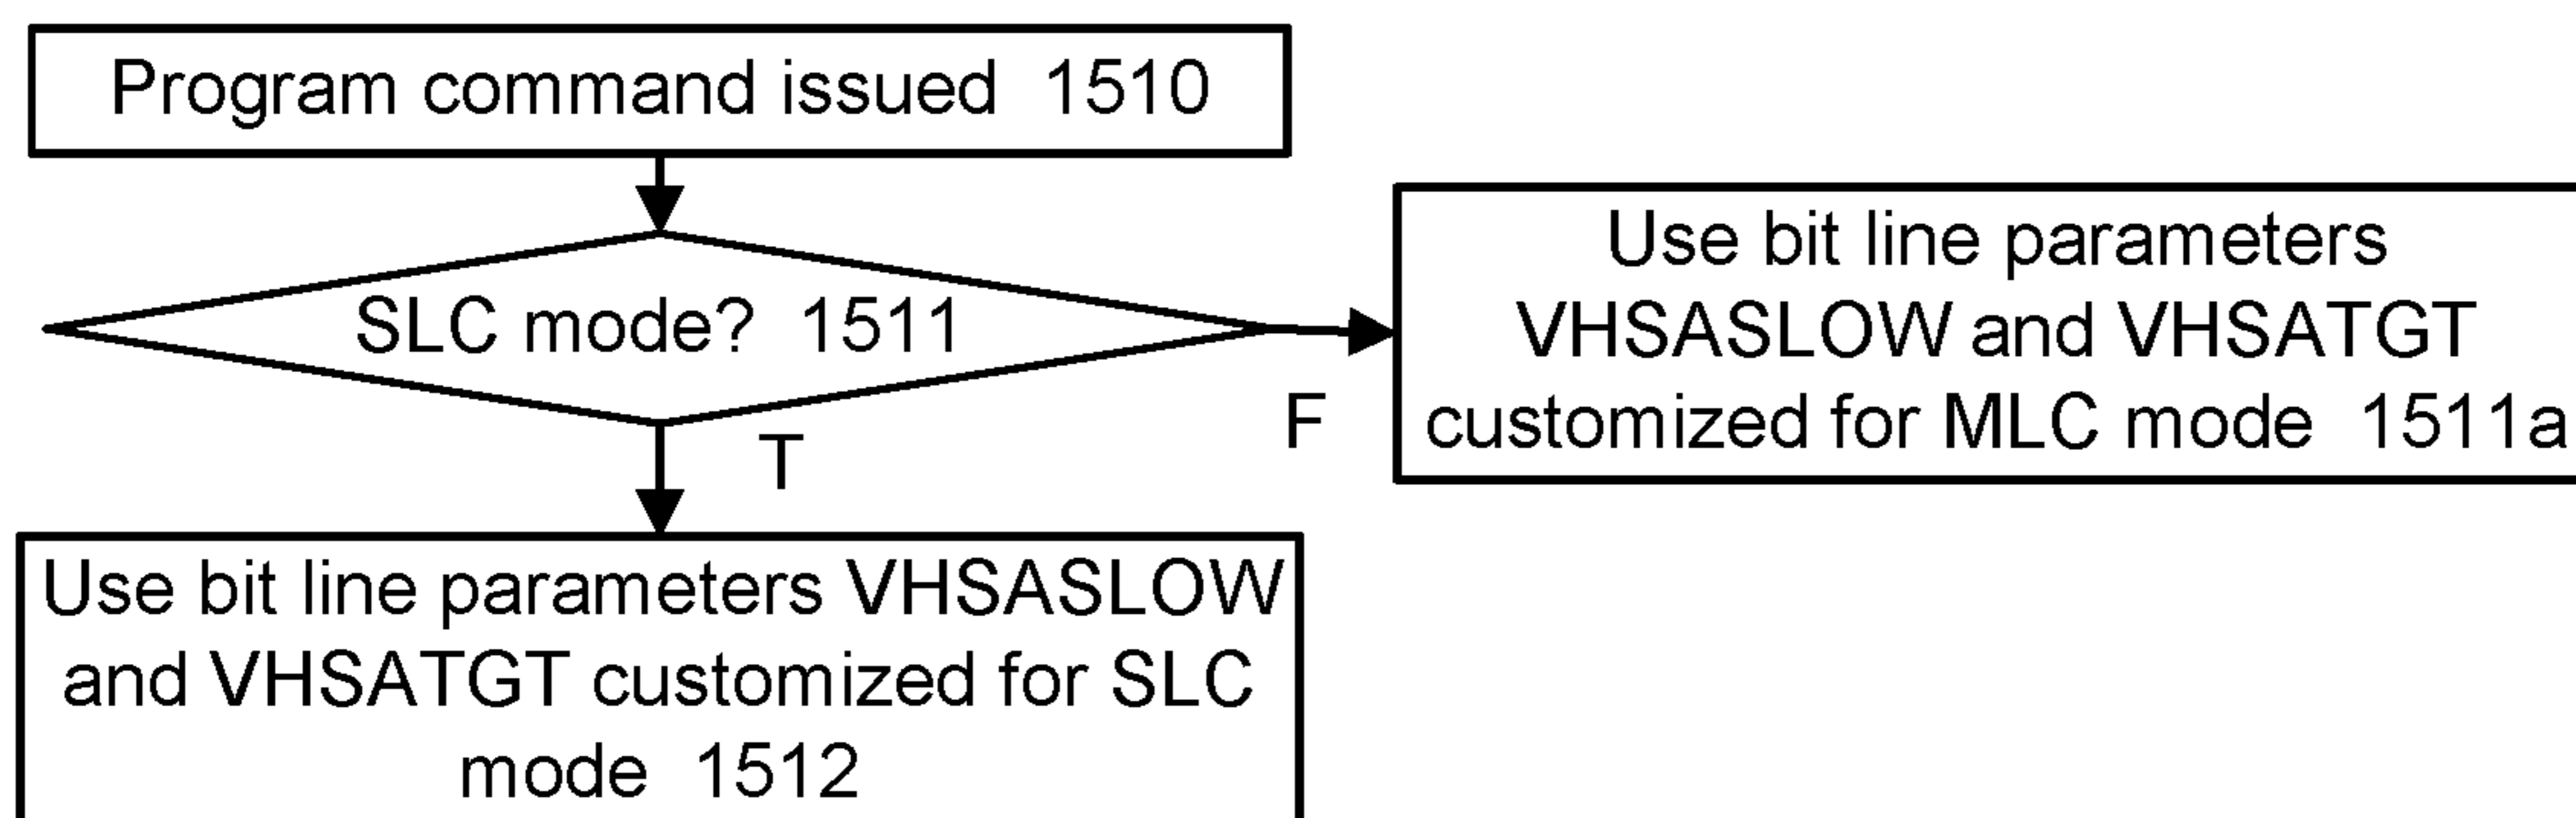 Program command issued 1510
SLC mode? 1511
T
F
Use bit line parameters
VHSASLOW and VHSATGT
customized for MLC mode 1511a
Use bit line parameters VHSASLOW
and VHSATGT customized for SLC
mode 1512